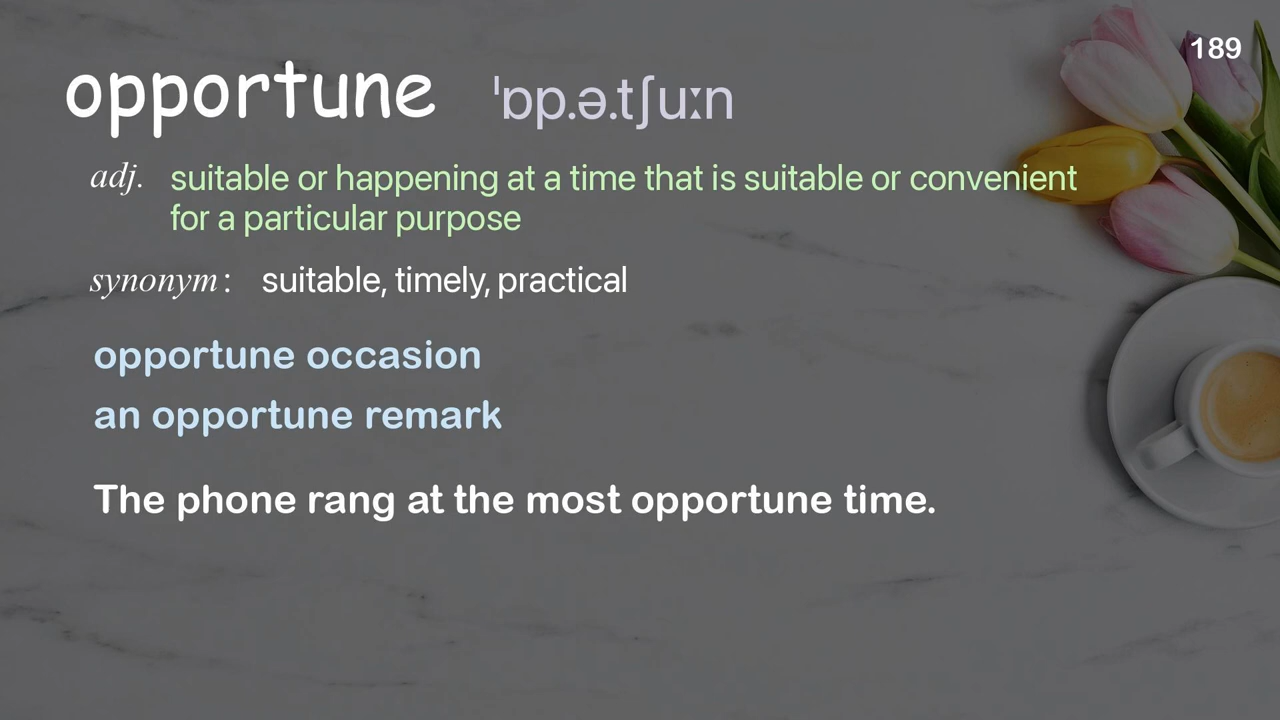 189
opportune ˈɒp.ə.tʃuːn
adj. suitable or happening at a time that is suitable or convenient
for a particular purpose
synonym: suitable, timely, practical
opportune occasion
an opportune remark
The phone rang at the most opportune time.